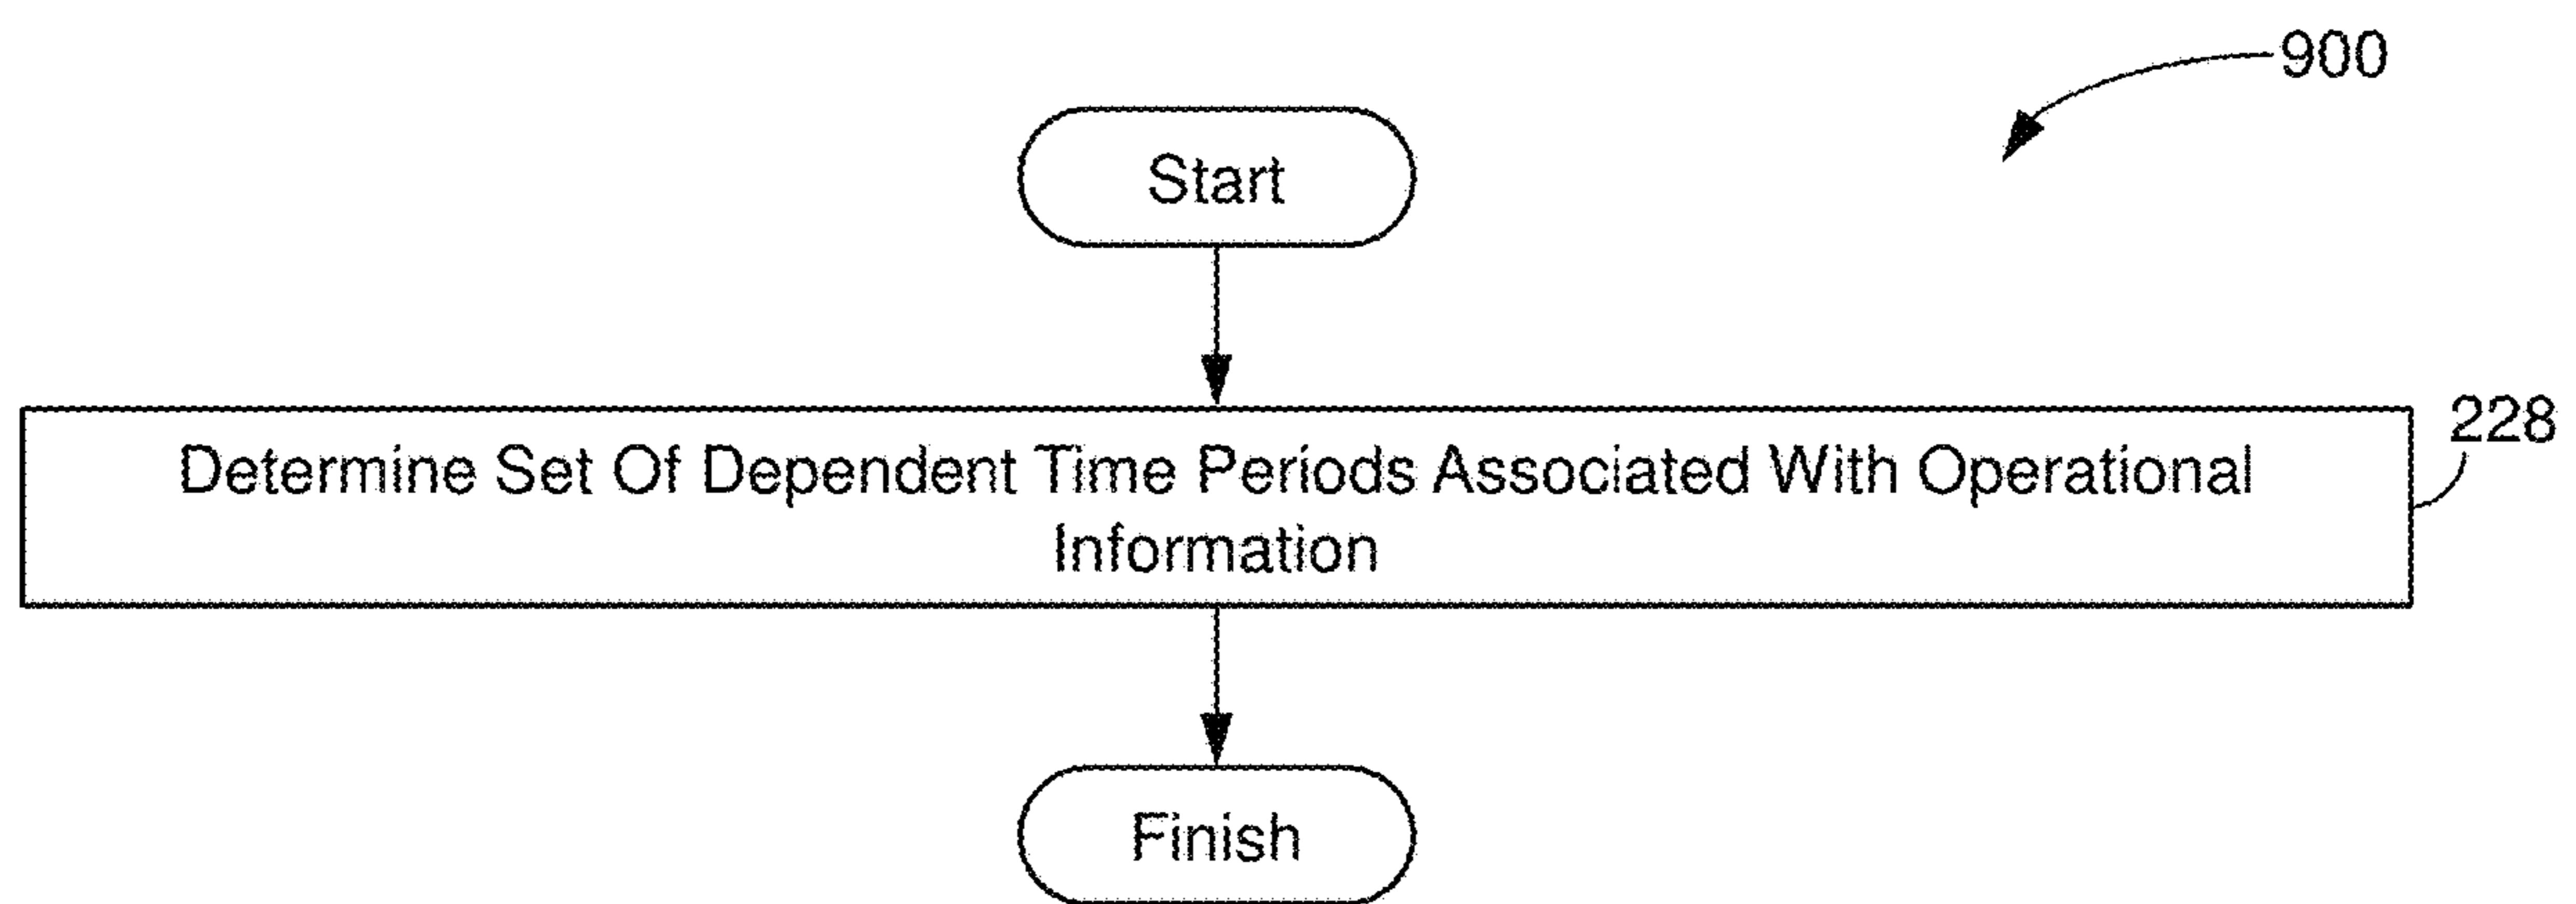 900
Start
Determine Set Of Dependent Time Periods Associated With Operational
Information
228
Finish